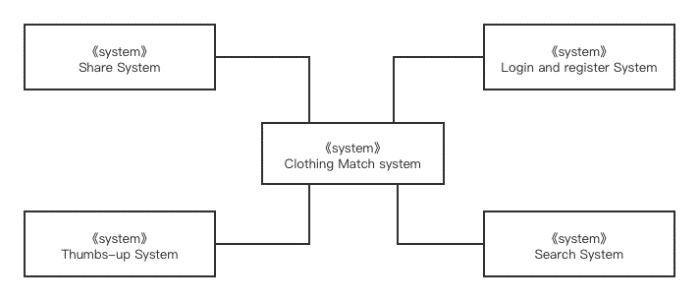 《system》
Share System
《system》
Login and register System
《system》
Clothing Match system
《system》
Thumbs-up System
《system》
Search System